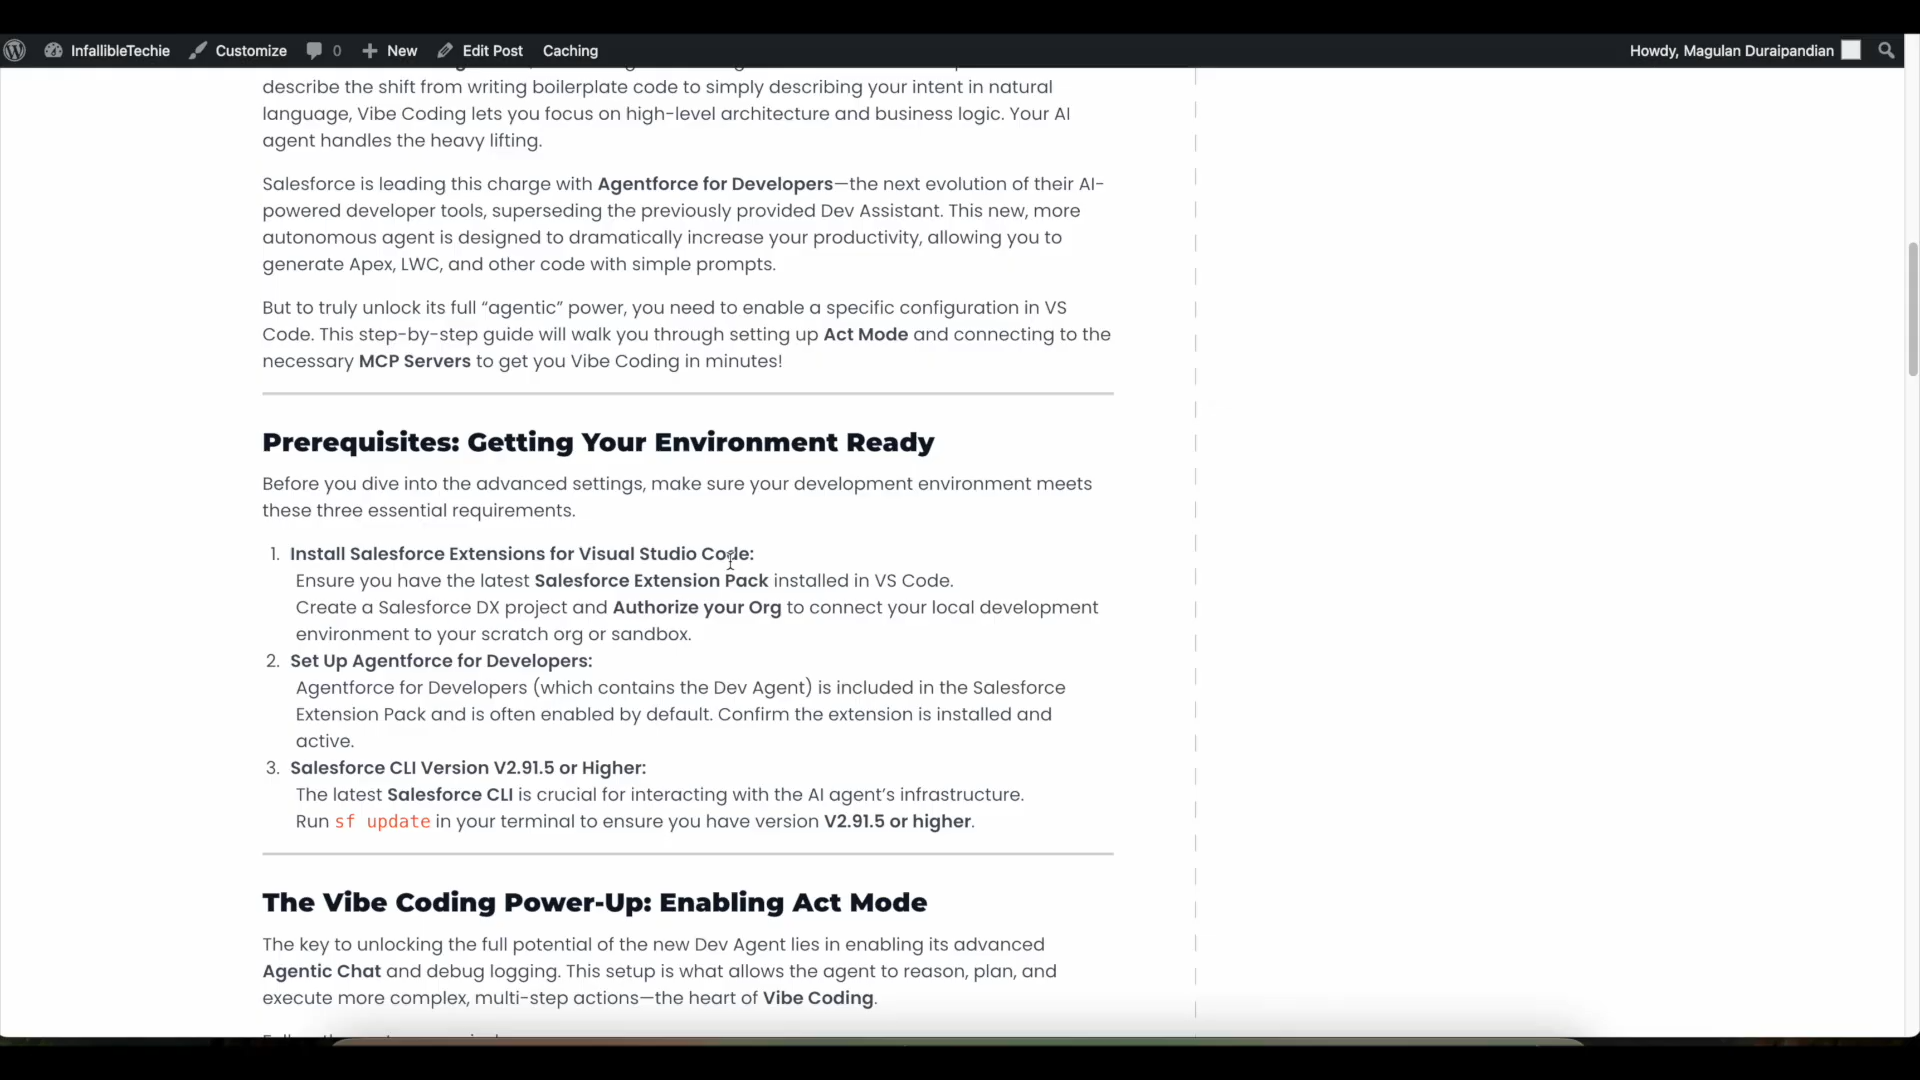 InfallibleTechie Customize 0 New Edit Post Caching Howdy, Magulan Duraipandian
describe the shift from writing boilerplate code to simply describing your intent in natural
language, Vibe Coding lets you focus on high-level architecture and business logic. Your AI
agent handles the heavy lifting.
Salesforce is leading this charge with Agentforce for Developers—the next evolution of their AI-
powered developer tools, superseding the previously provided Dev Assistant. This new, more
autonomous agent is designed to dramatically increase your productivity, allowing you to
generate Apex, LWC, and other code with simple prompts.
But to truly unlock its full “agentic” power, you need to enable a specific configuration in VS
Code. This step-by-step guide will walk you through setting up Act Mode and connecting to the
necessary MCP Servers to get you Vibe Coding in minutes!
Prerequisites: Getting Your Environment Ready
Before you dive into the advanced settings, make sure your development environment meets
these three essential requirements.
1. Install Salesforce Extensions for Visual Studio Code:
Ensure you have the latest Salesforce Extension Pack installed in VS Code.
Create a Salesforce DX project and Authorize your Org to connect your local development
environment to your scratch org or sandbox.
2. Set Up Agentforce for Developers:
Agentforce for Developers (which contains the Dev Agent) is included in the Salesforce
Extension Pack and is often enabled by default. Confirm the extension is installed and
active.
3. Salesforce CLI Version V2.91.5 or Higher:
The latest Salesforce CLI is crucial for interacting with the AI agent’s infrastructure.
Run sf update in your terminal to ensure you have version V2.91.5 or higher.
The Vibe Coding Power-Up: Enabling Act Mode
The key to unlocking the full potential of the new Dev Agent lies in enabling its advanced
Agentic Chat and debug logging. This setup is what allows the agent to reason, plan, and
execute more complex, multi-step actions—the heart of Vibe Coding.